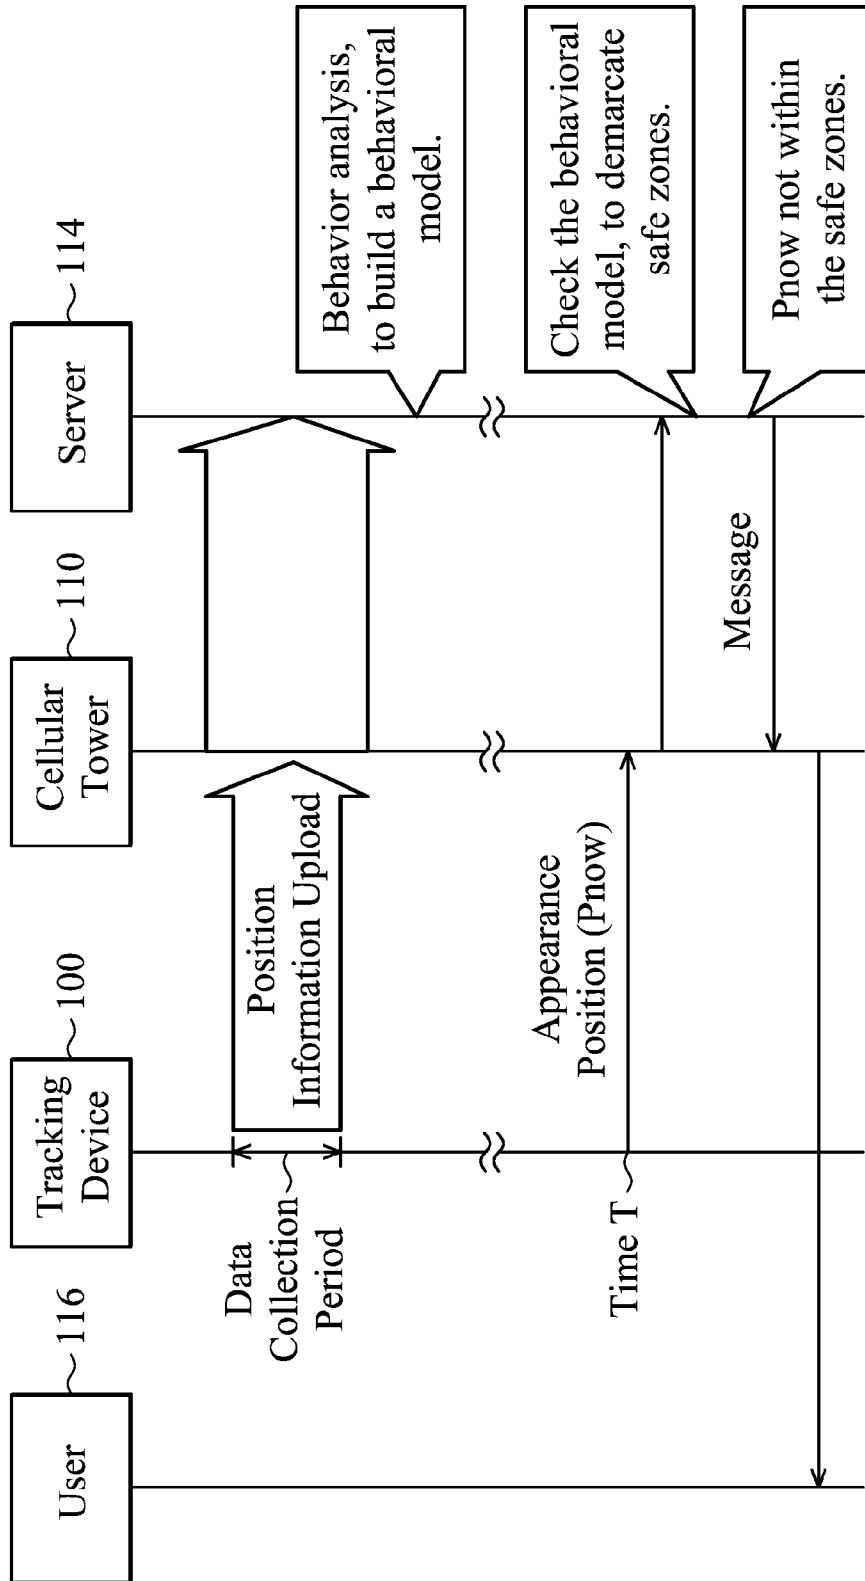 User
116
Tracking
Device
100
Cellular
Tower
110
Server
114
Data
Collection
Period
Position
Information Upload
Behavior analysis,
to build a behavioral
model.
Time T
Appearance
Position (Pnow)
Check the behavioral
model, to demarcate
safe zones.
Message
Pnow not within
the safe zones.